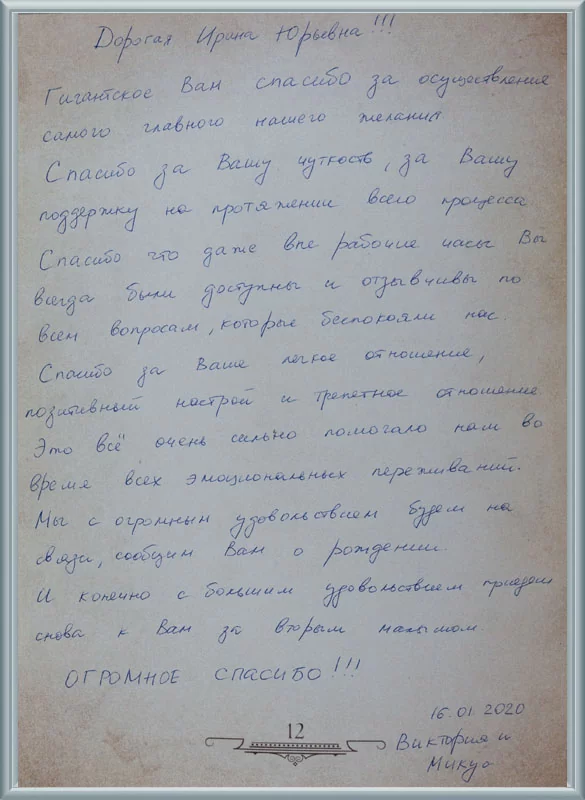 Дорогая Ирина Юрьевна!!!
Гигантское Вам спасибо за осуществление
самого главного нашего желания
Спасибо за Вашу чуткость, за Вашу
поддержку на протяжении всего процесса
Спасибо что даже вне рабочие часы Вы
всегда были доступны и отзывчивы по
всем вопросам, которые беспокояли нас.
Спасибо за Ваше легкое отношение,
позитивный настрой и трепетное отношение
Это всё очень сильно помогало нам во
время всех эмоциональных переживаний.
Мы с огромным удовольствием будем на
связи, сообщим Вам о рождении.
И конечно с большим удовольствием приедем
снова к Вам за вторым малышом.
ОГРОМНОЕ СПАСИБО!!!
16.01.2020
Виктория и
12